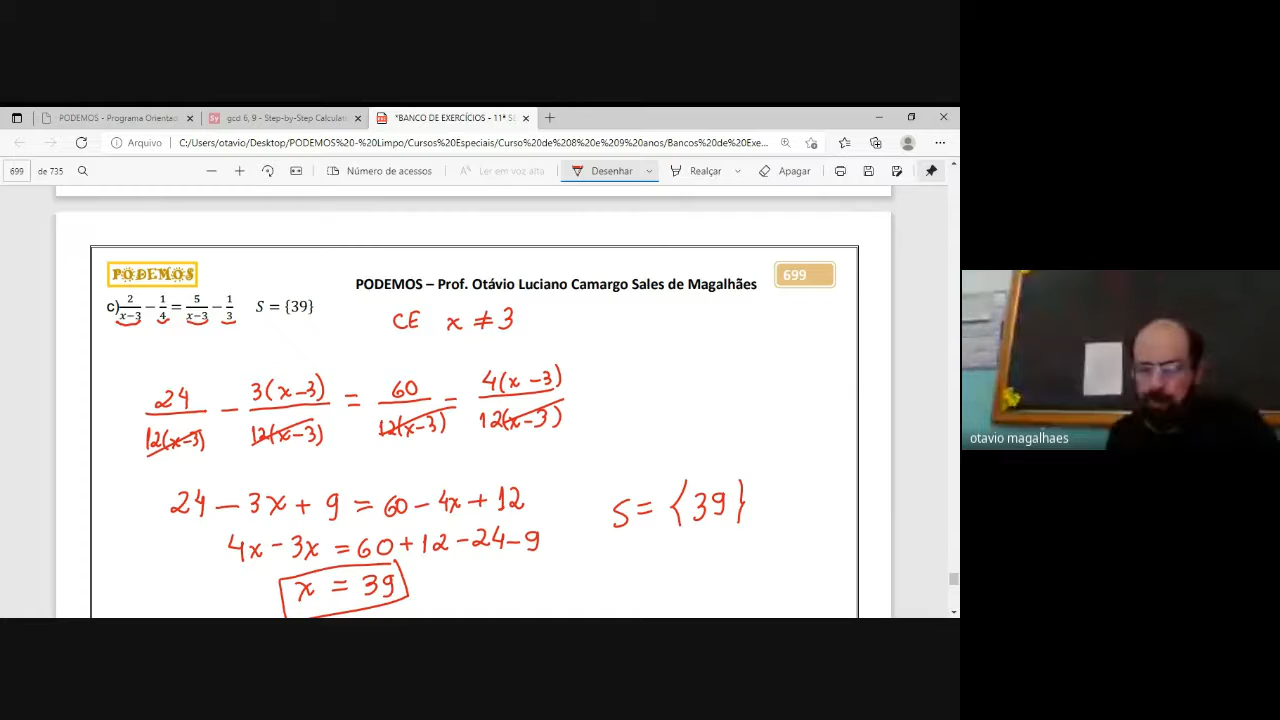 PODEMOS - Programa Orientad
gcd 6, 9 - Step-by-Step Calculat
*BANCO DE EXERCÍCIOS - 11ª SÉ
Arquivo C:/Users/otavio/Desktop/PODEMOS%20-%20Limpo/Cursos%20Especiais/Curso%20de%208%20e%209%20anos/Bancos%20de%20Exe...
699 de 735
Número de acessos
Ler em voz alta
Desenhar
Realçar
Apagar
PODEMOS
PODEMOS – Prof. Otávio Luciano Camargo Sales de Magalhães
699
c) 2/(x−3) − 1/4 = 5/(x−3) − 1/3 S = {39}
CE x ≠ 3
24/12(x−3) − 3(x−3)/12(x−3) = 60/12(x−3) = 4(x−3)/12(x−3)
24 − 3x + 9 = 60 − 4x + 12
S = {39}
4x − 3x = 60 + 12 − 24 − 9
x = 39
otavio magalhaes